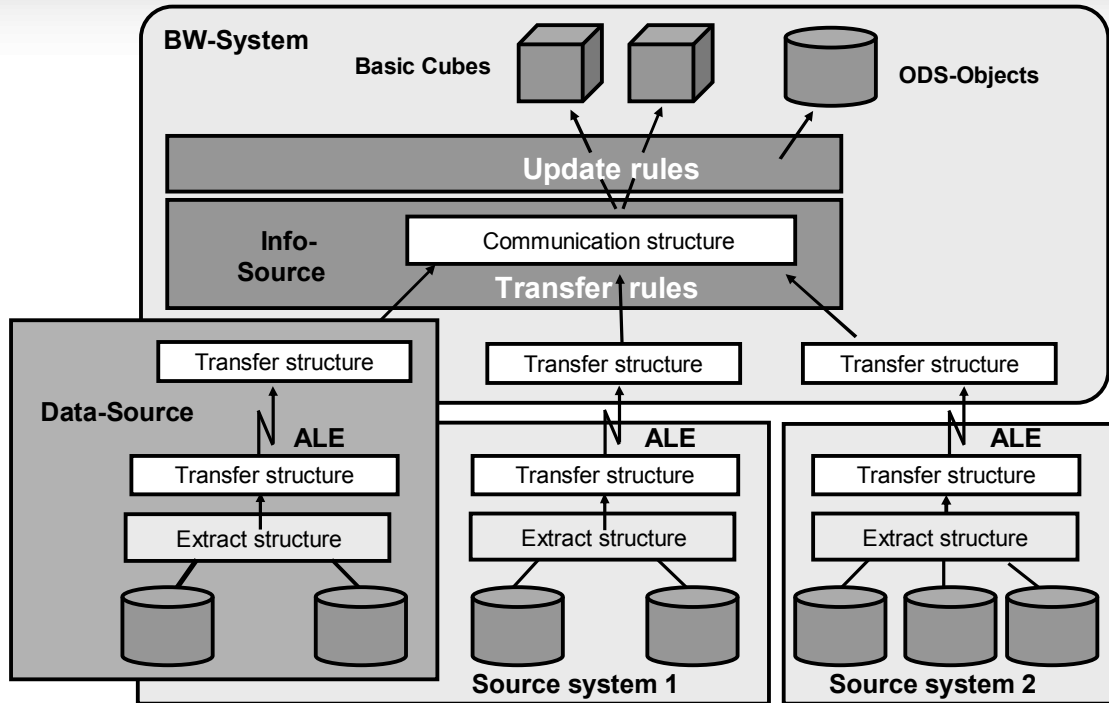 BW-System
Basic Cubes
ODS-Objects
Update rules
Info-
Source
Communication structure
Transfer rules
Transfer structure
Transfer structure
Transfer structure
Data-Source
ALE
ALE
ALE
Transfer structure
Transfer structure
Transfer structure
Extract structure
Extract structure
Extract structure
Source system 1
Source system 2